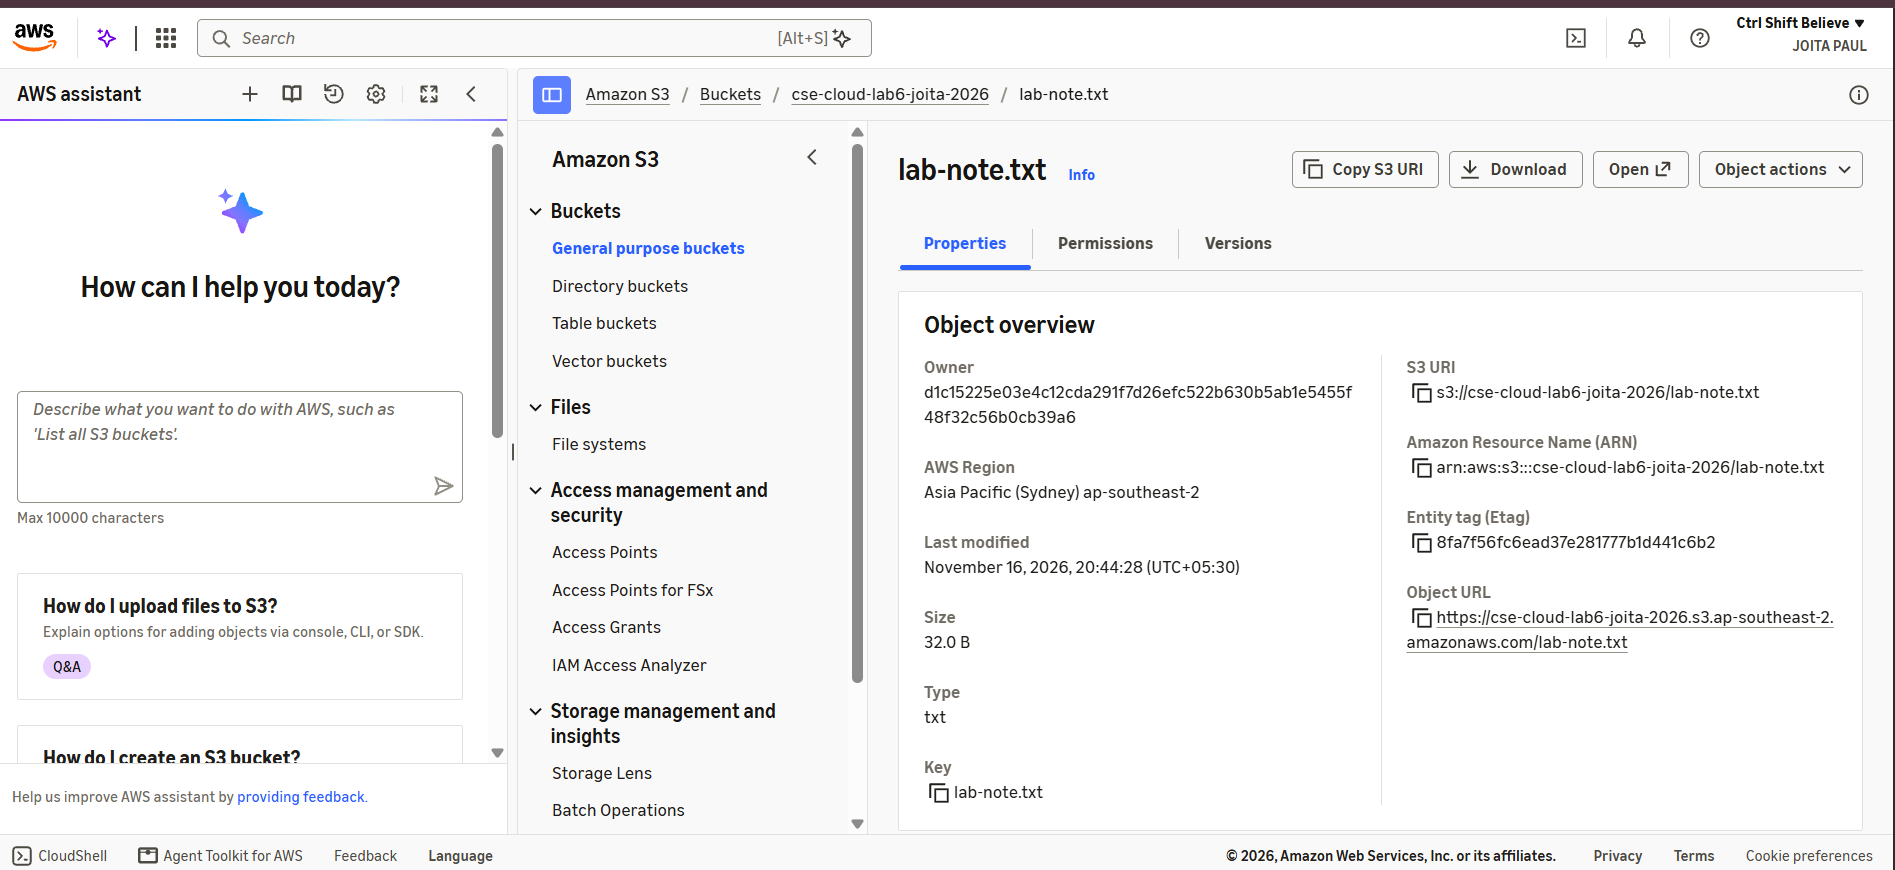 aws
Search [Alt+S]
Ctrl Shift Believe
JOITA PAUL
AWS assistant
How can I help you today?
Describe what you want to do with AWS, such as
'List all S3 buckets'.
Max 10000 characters
How do I upload files to S3?
Explain options for adding objects via console, CLI, or SDK.
Q&A
How do I create an S3 bucket?
Help us improve AWS assistant by providing feedback.
Amazon S3 / Buckets / cse-cloud-lab6-joita-2026 / lab-note.txt
Amazon S3
Buckets
General purpose buckets
Directory buckets
Table buckets
Vector buckets
Files
File systems
Access management and
security
Access Points
Access Points for FSx
Access Grants
IAM Access Analyzer
Storage management and
insights
Storage Lens
Batch Operations
lab-note.txt Info
Copy S3 URI
Download
Open
Object actions
Properties
Permissions
Versions
Object overview
Owner
d1c15225e03e4c12cda291f7d26efc522b630b5ab1e5455f
48f32c56b0cb39a6
AWS Region
Asia Pacific (Sydney) ap-southeast-2
Last modified
November 16, 2026, 20:44:28 (UTC+05:30)
Size
32.0 B
Type
txt
Key
lab-note.txt
S3 URI
s3://cse-cloud-lab6-joita-2026/lab-note.txt
Amazon Resource Name (ARN)
arn:aws:s3:::cse-cloud-lab6-joita-2026/lab-note.txt
Entity tag (Etag)
8fa7f56fc6ead37e281777b1d441c6b2
Object URL
https://cse-cloud-lab6-joita-2026.s3.ap-southeast-2.
amazonaws.com/lab-note.txt
CloudShell
Agent Toolkit for AWS
Feedback
Language
© 2026, Amazon Web Services, Inc. or its affiliates.
Privacy
Terms
Cookie preferences